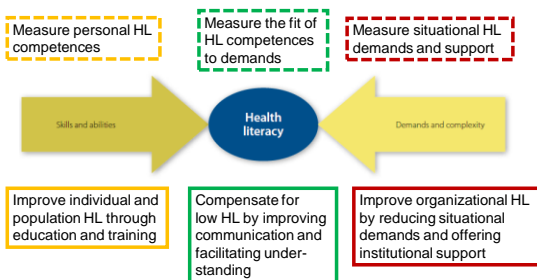 Measure personal HL
competences
Measure the fit of
HL competences
to demands
Measure situational HL
demands and support
Skills and abilities
Health
literacy
Demands and complexity
Improve individual and
population HL through
education and training
Compensate for
low HL by improving
communication and
facilitating under-
standing
Improve organizational HL
by reducing situational
demands and offering
institutional support